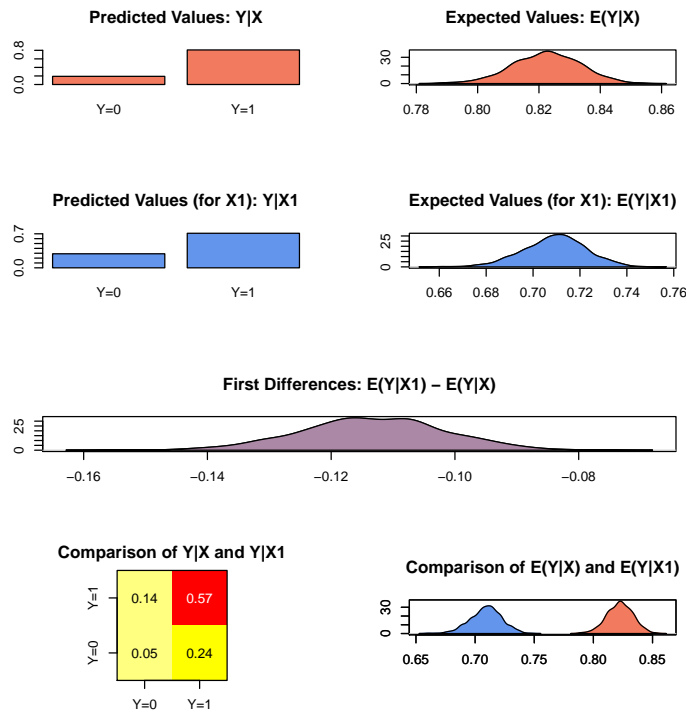 Predicted Values: Y|X
0.8
0.0
Y=0 Y=1
Expected Values: E(Y|X)
30
0
0.78 0.80 0.82 0.84 0.86
Predicted Values (for X1): Y|X1
0.7
0.0
Y=0 Y=1
Expected Values (for X1): E(Y|X1)
25
0
0.66 0.68 0.70 0.72 0.74 0.76
First Differences: E(Y|X1) − E(Y|X)
25
0
−0.16 −0.14 −0.12 −0.10 −0.08
Comparison of Y|X and Y|X1
Y=1
0.14 0.57
Y=0
0.05 0.24
Y=0 Y=1
Comparison of E(Y|X) and E(Y|X1)
30
0
0.65 0.70 0.75 0.80 0.85